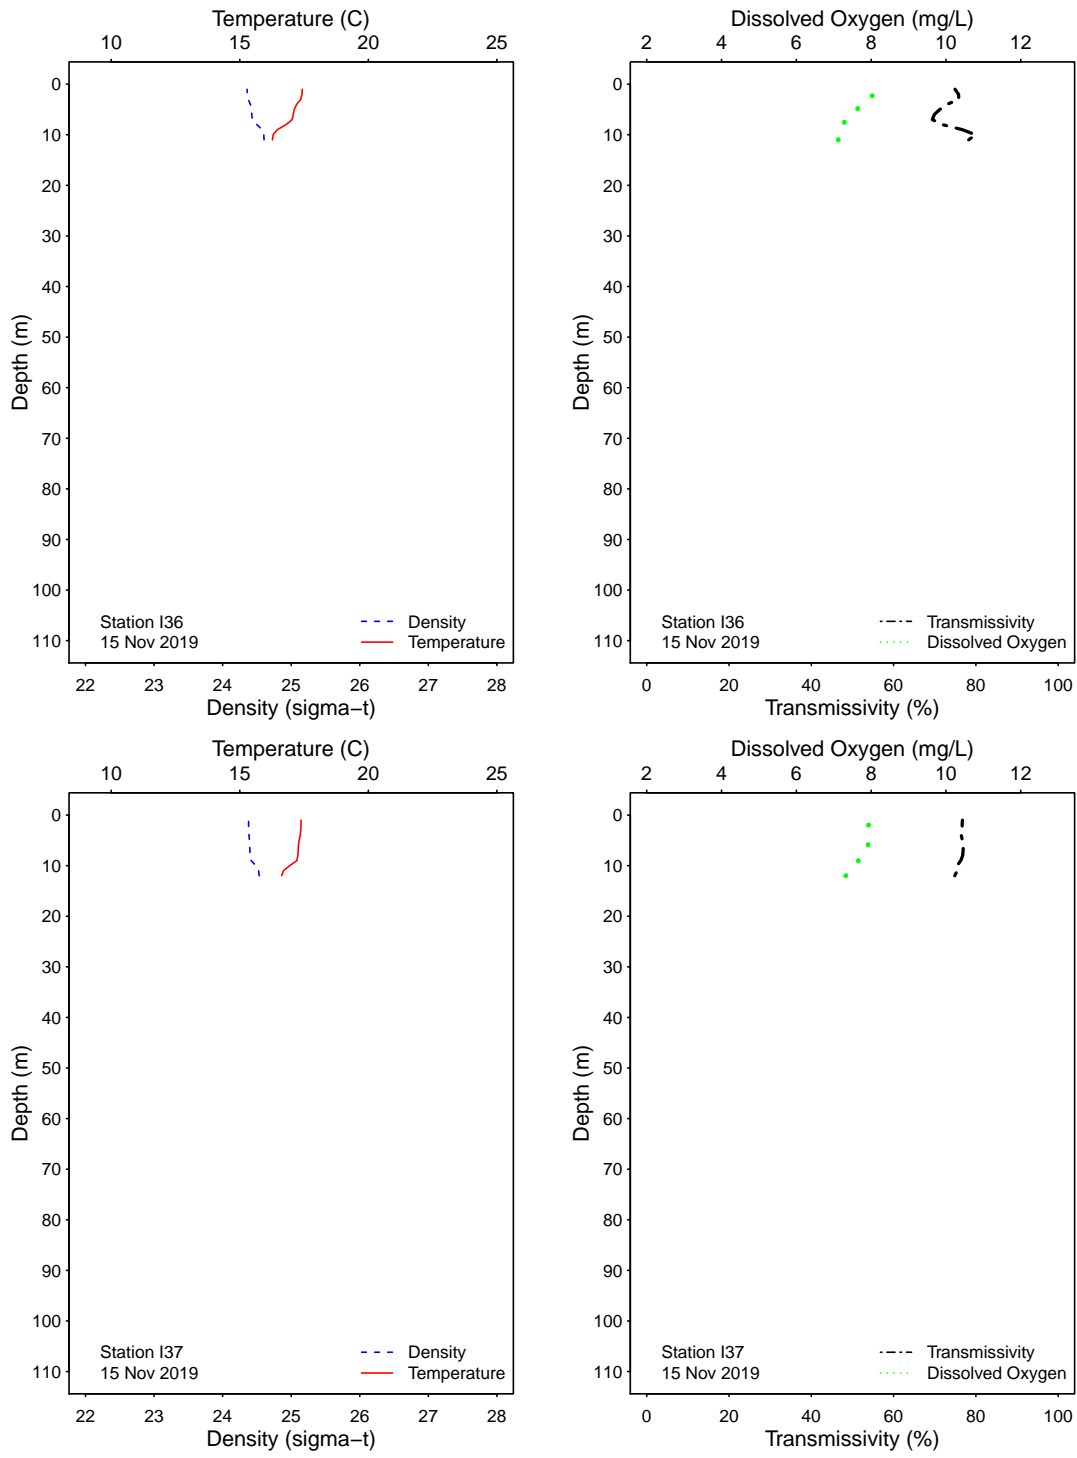 Temperature (C)
10 15 20 25
0
10
20
30
40
50
60
70
80
90
100
110
Depth (m)
Station I36
15 Nov 2019
Density
Temperature
22 23 24 25 26 27 28
Density (sigma−t)
Dissolved Oxygen (mg/L)
2 4 6 8 10 12
0
10
20
30
40
50
60
70
80
90
100
110
Depth (m)
Station I36
15 Nov 2019
Transmissivity
Dissolved Oxygen
0 20 40 60 80 100
Transmissivity (%)
Temperature (C)
10 15 20 25
0
10
20
30
40
50
60
70
80
90
100
110
Depth (m)
Station I37
15 Nov 2019
Density
Temperature
22 23 24 25 26 27 28
Density (sigma−t)
Dissolved Oxygen (mg/L)
2 4 6 8 10 12
0
10
20
30
40
50
60
70
80
90
100
110
Depth (m)
Station I37
15 Nov 2019
Transmissivity
Dissolved Oxygen
0 20 40 60 80 100
Transmissivity (%)